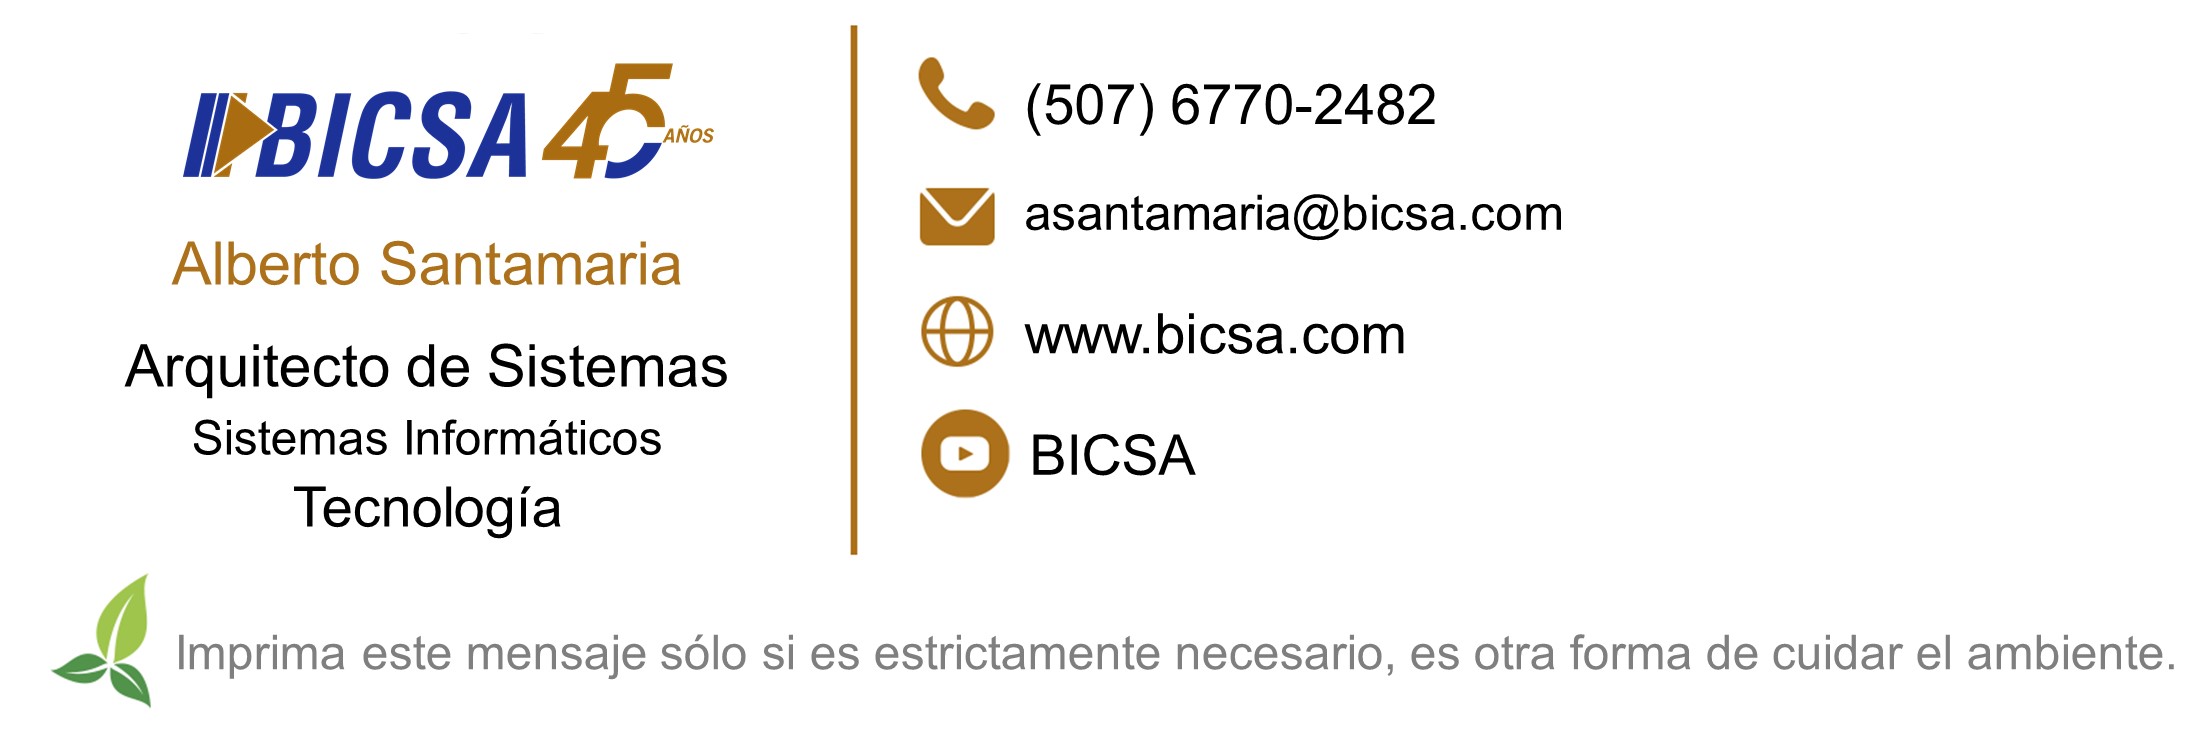 BICSA 45 AÑOS
Alberto Santamaria
Arquitecto de Sistemas
Sistemas Informáticos
Tecnología
(507) 6770-2482
asantamaria@bicsa.com
www.bicsa.com
BICSA
Imprima este mensaje sólo si es estrictamente necesario, es otra forma de cuidar el ambiente.